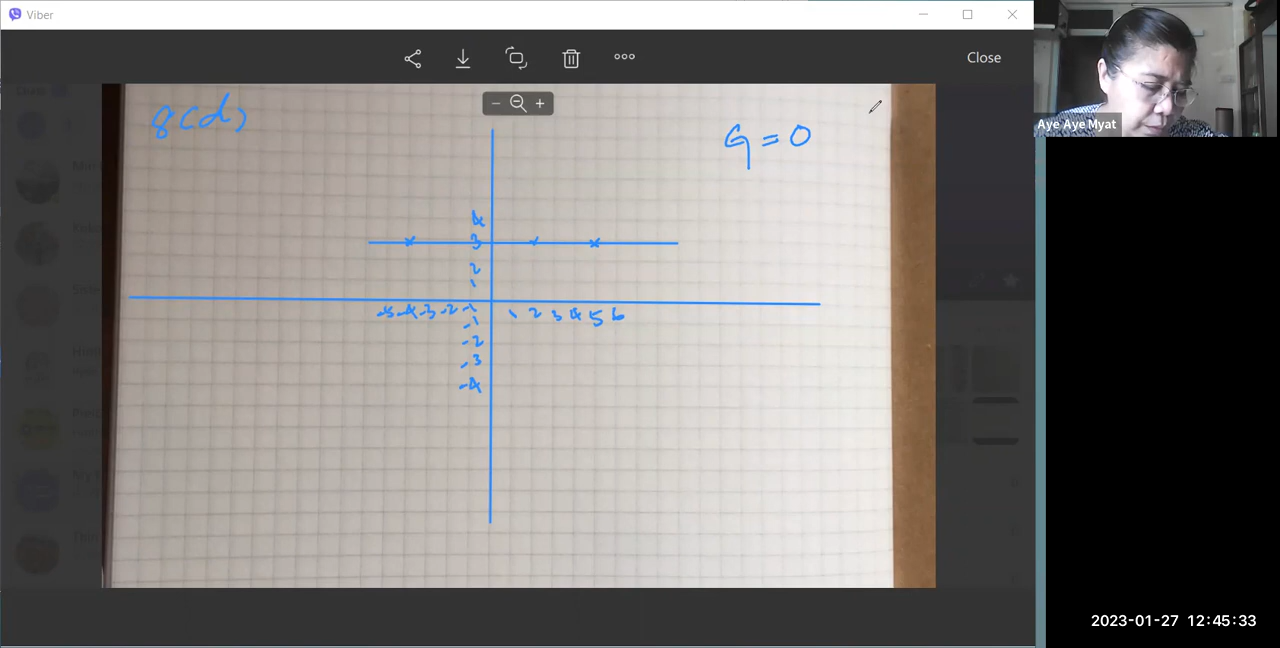 Viber
Close
8(d)
G = 0
4
3
2
1
-5 -4 -3 -2 -1
1 2 3 4 5 6
-1
-2
-3
-4
Aye Aye Myat
2023-01-27 12:45:33